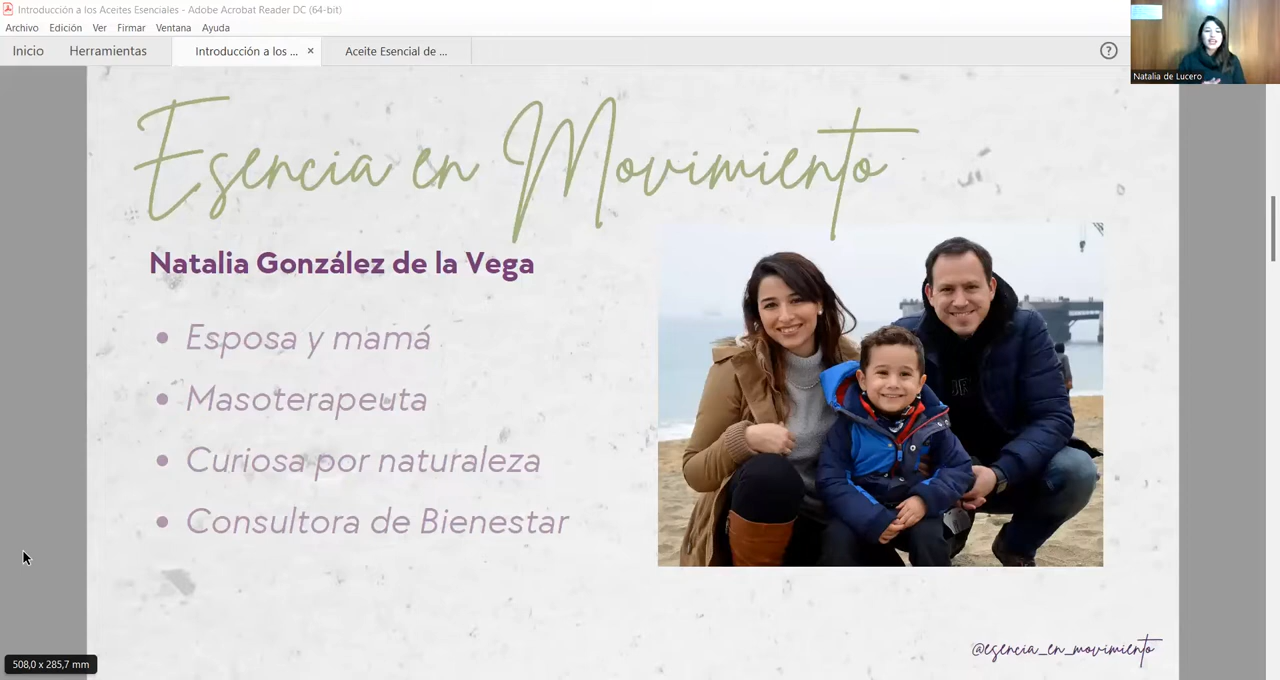 Introducción a los Aceites Esenciales - Adobe Acrobat Reader DC (64-bit)
Archivo Edición Ver Firmar Ventana Ayuda
Inicio Herramientas Introducción a los ... × Aceite Esencial de ... ?
Natalia de Lucero
Esencia en Movimiento
Natalia González de la Vega
• Esposa y mamá
• Masoterapeuta
• Curiosa por naturaleza
• Consultora de Bienestar
@esencia_en_movimiento
508,0 x 285,7 mm